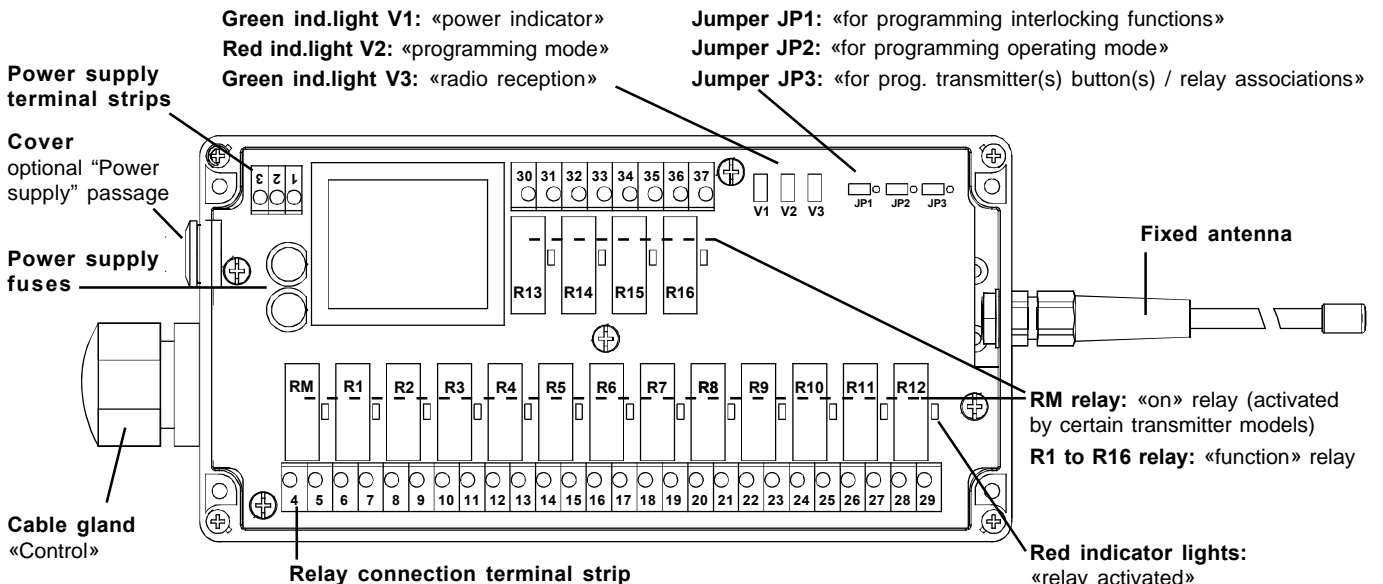 Green ind.light V1: «power indicator»
Red ind.light V2: «programming mode»
Green ind.light V3: «radio reception»
Jumper JP1: «for programming interlocking functions»
Jumper JP2: «for programming operating mode»
Jumper JP3: «for prog. transmitter(s) button(s) / relay associations»
Power supply
terminal strips
Cover
optional “Power
supply” passage
Power supply
fuses
3 2 1
30 31 32 33 34 35 36 37
V1 V2 V3
JP1 JP2 JP3
Fixed antenna
R13 R14 R15 R16
RM R1 R2 R3 R4 R5 R6 R7 R8 R9 R10 R11 R12
RM relay: «on» relay (activated
by certain transmitter models)
R1 to R16 relay: «function» relay
4 5 6 7 8 9 10 11 12 13 14 15 16 17 18 19 20 21 22 23 24 25 26 27 28 29
Cable gland
«Control»
Relay connection terminal strip
Red indicator lights:
«relay activated»